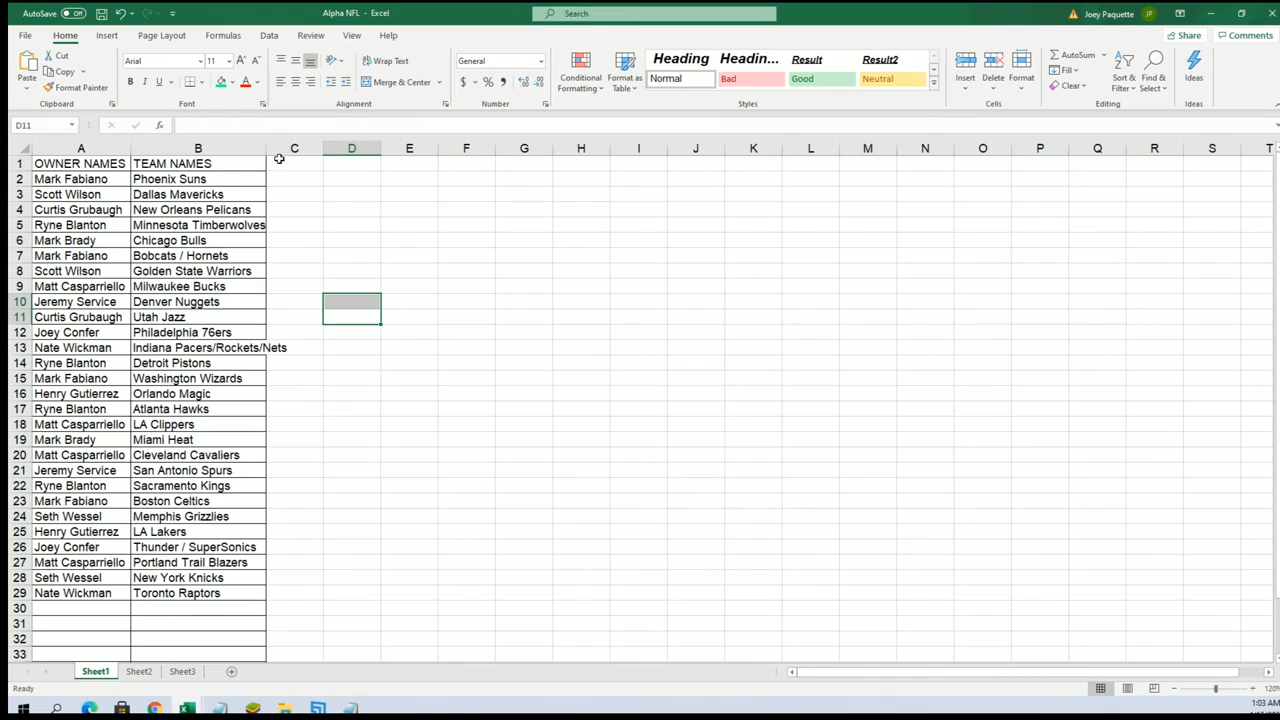 AutoSave Off Alpha NFL - Excel Search Joey Paquette JP
File Home Insert Page Layout Formulas Data Review View Help Share Comments
Paste Cut Copy Format Painter Clipboard
Arial 11 A A B I U A Font
Wrap Text Merge & Center Alignment
General $ % Number
Conditional Formatting Format as Table
Heading Headin... Result Result2
Normal Bad Good Neutral
Styles
Insert Delete Format Cells
AutoSum Fill Clear Sort & Filter Find & Select Editing
Ideas Ideas
D11 fx
A B C D E F G H I J K L M N O P Q R S T
1 OWNER NAMES TEAM NAMES
2 Mark Fabiano Phoenix Suns
3 Scott Wilson Dallas Mavericks
4 Curtis Grubaugh New Orleans Pelicans
5 Ryne Blanton Minnesota Timberwolves
6 Mark Brady Chicago Bulls
7 Mark Fabiano Bobcats / Hornets
8 Scott Wilson Golden State Warriors
9 Matt Casparriello Milwaukee Bucks
10 Jeremy Service Denver Nuggets
11 Curtis Grubaugh Utah Jazz
12 Joey Confer Philadelphia 76ers
13 Nate Wickman Indiana Pacers/Rockets/Nets
14 Ryne Blanton Detroit Pistons
15 Mark Fabiano Washington Wizards
16 Henry Gutierrez Orlando Magic
17 Ryne Blanton Atlanta Hawks
18 Matt Casparriello LA Clippers
19 Mark Brady Miami Heat
20 Matt Casparriello Cleveland Cavaliers
21 Jeremy Service San Antonio Spurs
22 Ryne Blanton Sacramento Kings
23 Mark Fabiano Boston Celtics
24 Seth Wessel Memphis Grizzlies
25 Henry Gutierrez LA Lakers
26 Joey Confer Thunder / SuperSonics
27 Matt Casparriello Portland Trail Blazers
28 Seth Wessel New York Knicks
29 Nate Wickman Toronto Raptors
30
31
32
33
Sheet1 Sheet2 Sheet3
Ready 120%
1:03 AM